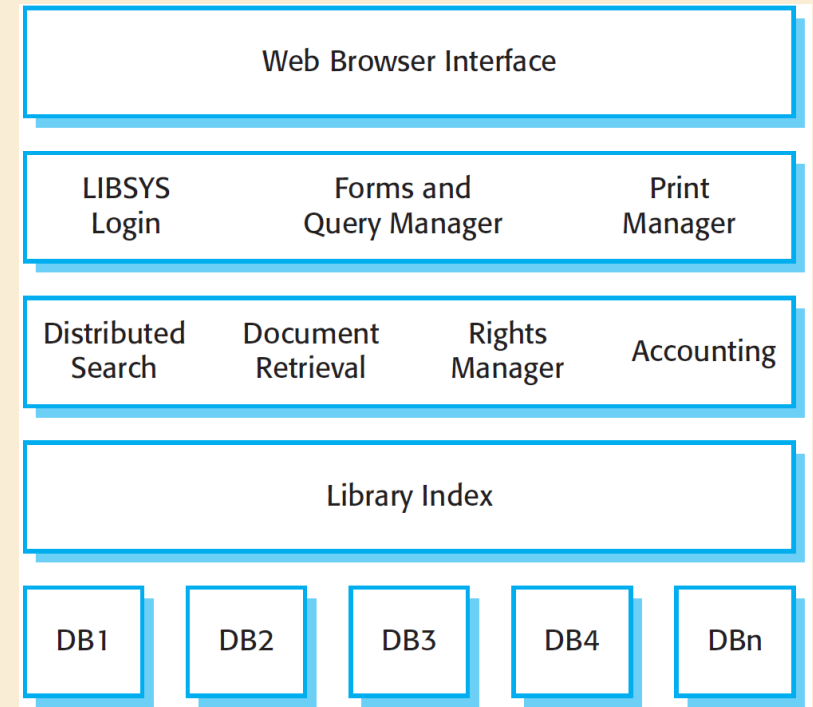 Web Browser Interface
LIBSYS
Login
Forms and
Query Manager
Print
Manager
Distributed
Search
Document
Retrieval
Rights
Manager
Accounting
Library Index
DB1
DB2
DB3
DB4
DBn